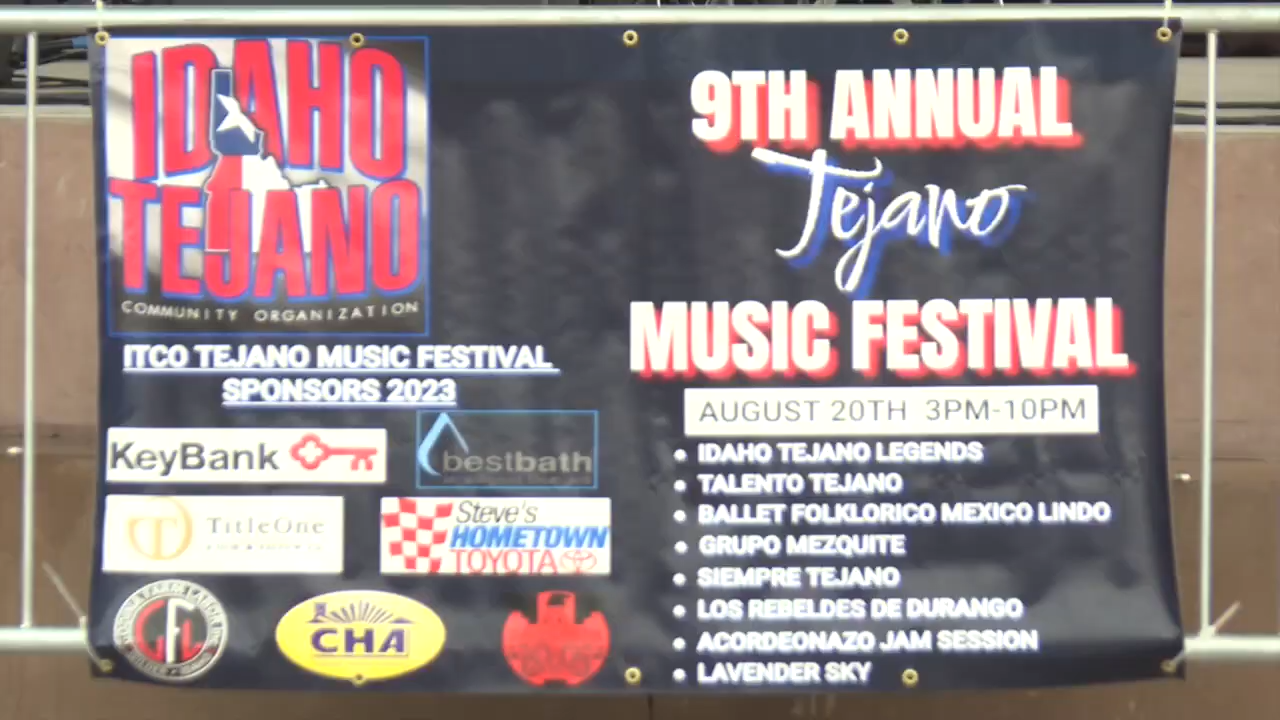 IDAHO
TEJANO
COMMUNITY ORGANIZATION
ITCO TEJANO MUSIC FESTIVAL
SPONSORS 2023
KeyBank
bestbath
TitleOne
Steve's
HOMETOWN
TOYOTA
GFL
CHA
9TH ANNUAL
Tejano
MUSIC FESTIVAL
AUGUST 20TH 3PM-10PM
• IDAHO TEJANO LEGENDS
• TALENTO TEJANO
• BALLET FOLKLORICO MEXICO LINDO
• GRUPO MEZQUITE
• SIEMPRE TEJANO
• LOS REBELDES DE DURANGO
• ACORDEONAZO JAM SESSION
• LAVENDER SKY